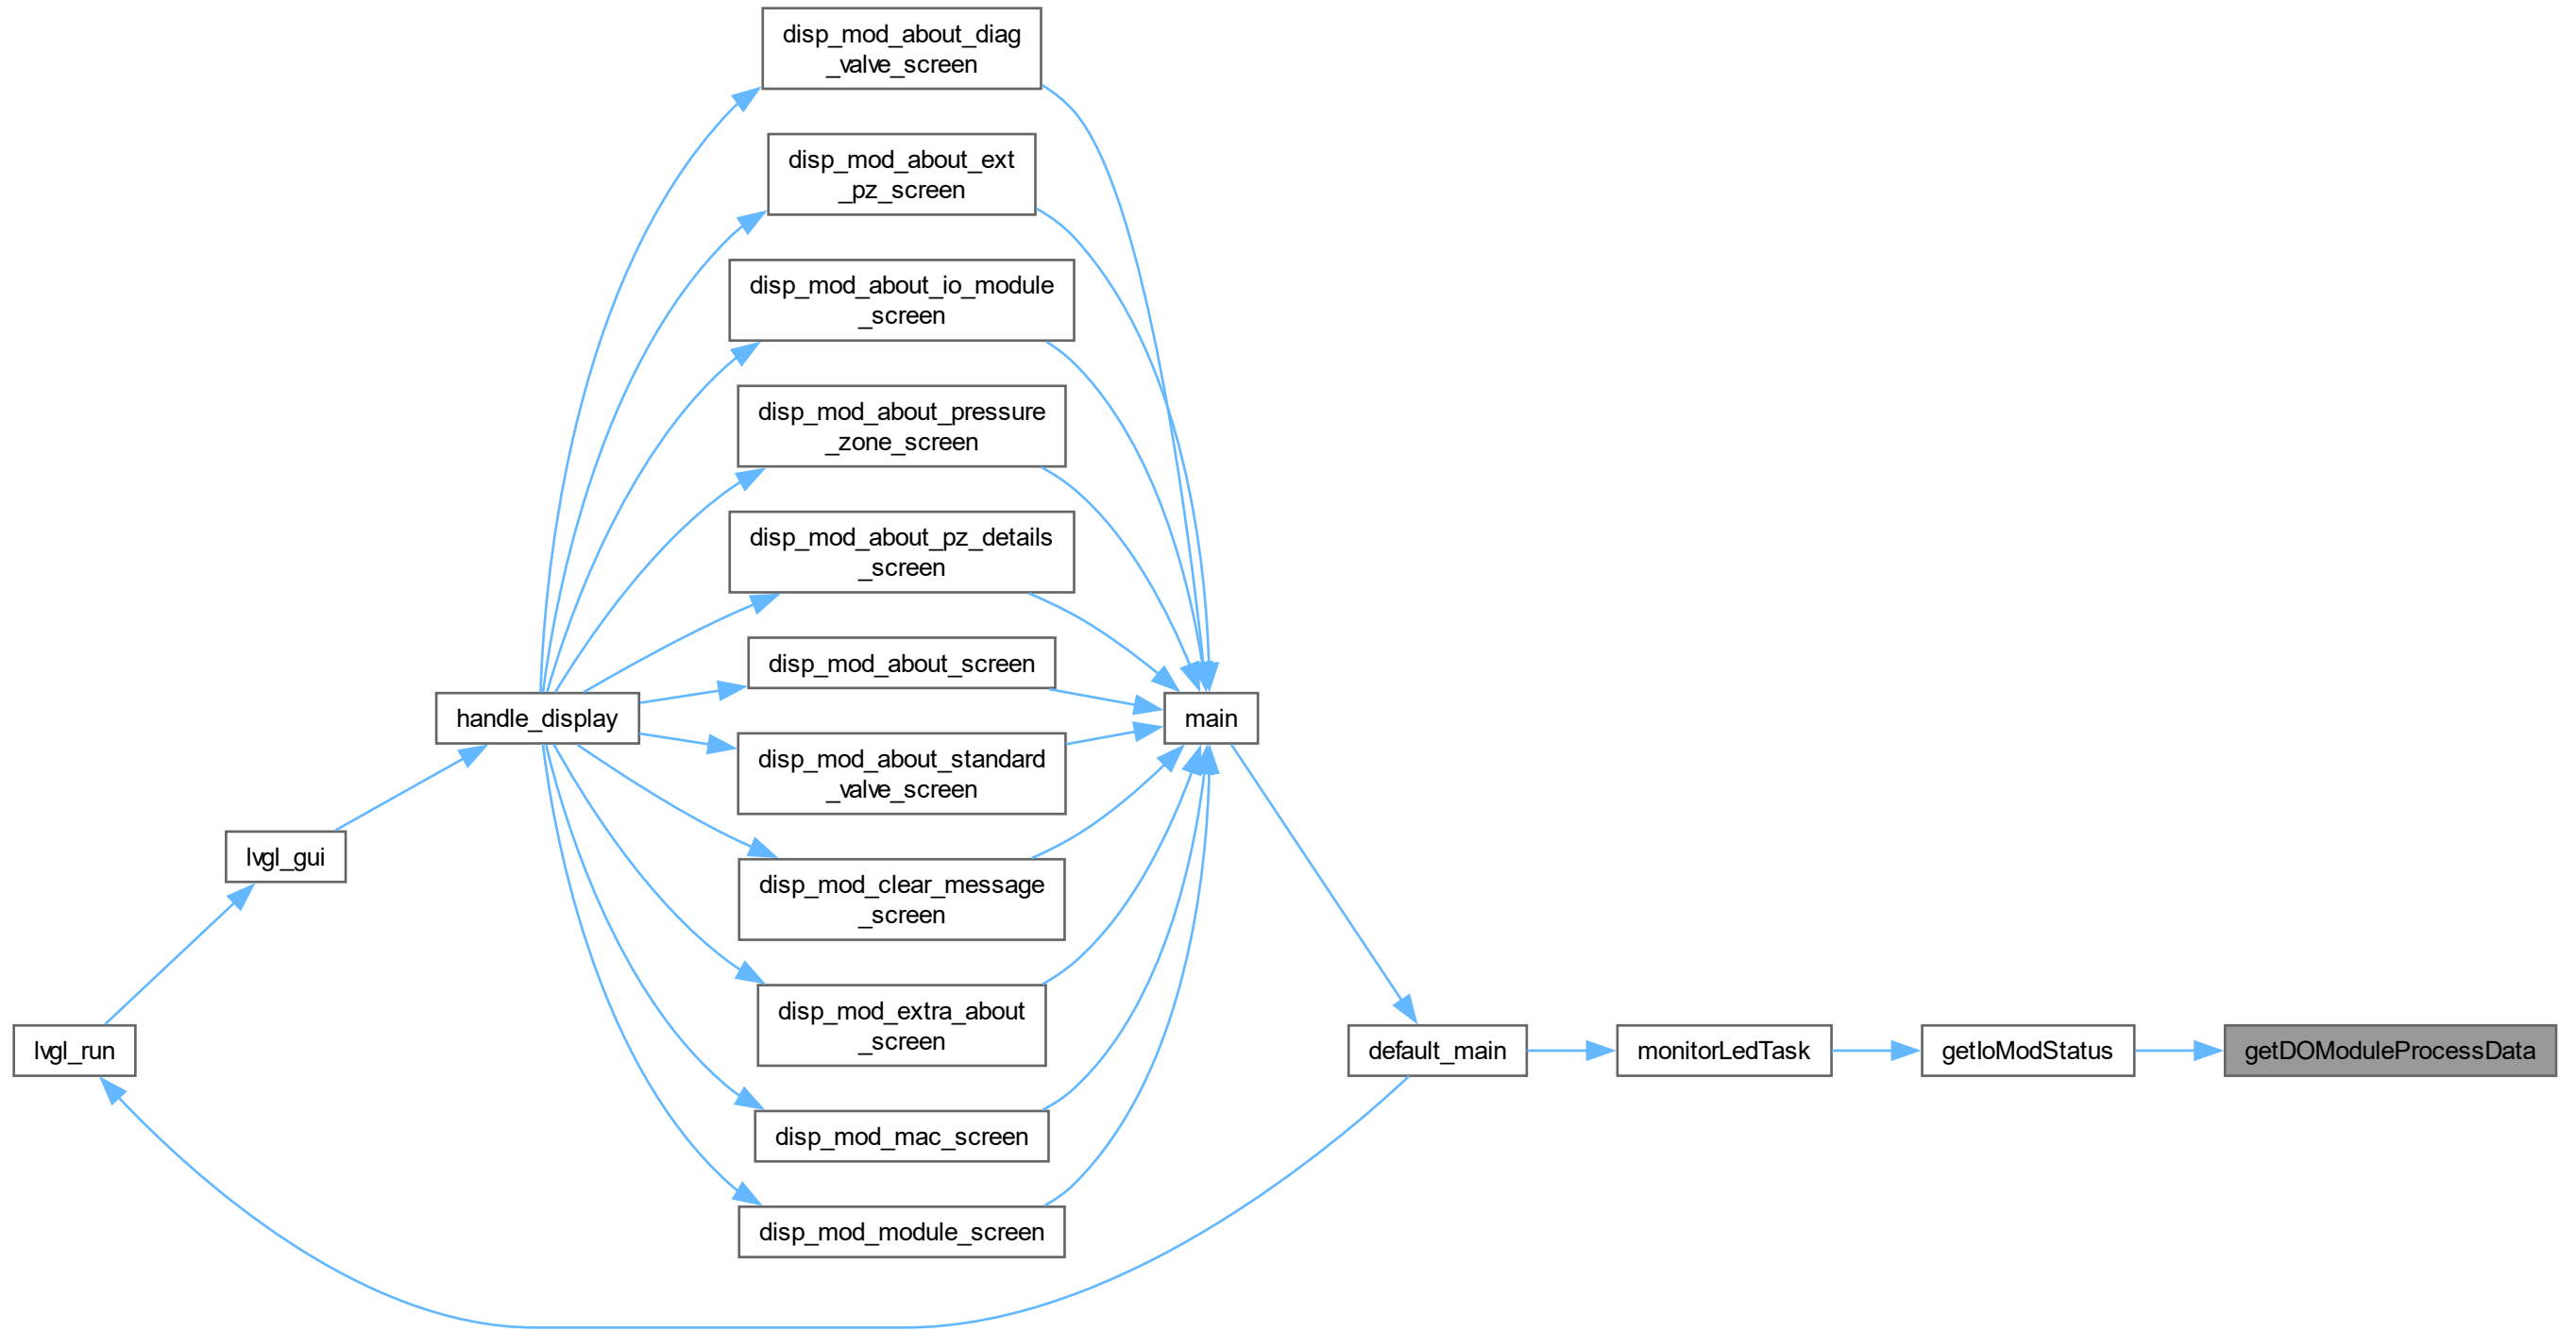 disp_mod_about_diag
_valve_screen
disp_mod_about_ext
_pz_screen
disp_mod_about_io_module
_screen
disp_mod_about_pressure
_zone_screen
disp_mod_about_pz_details
_screen
disp_mod_about_screen
handle_display
main
disp_mod_about_standard
_valve_screen
lvgl_gui
disp_mod_clear_message
_screen
disp_mod_extra_about
_screen
lvgl_run
default_main
monitorLedTask
getIoModStatus
getDOModuleProcessData
disp_mod_mac_screen
disp_mod_module_screen